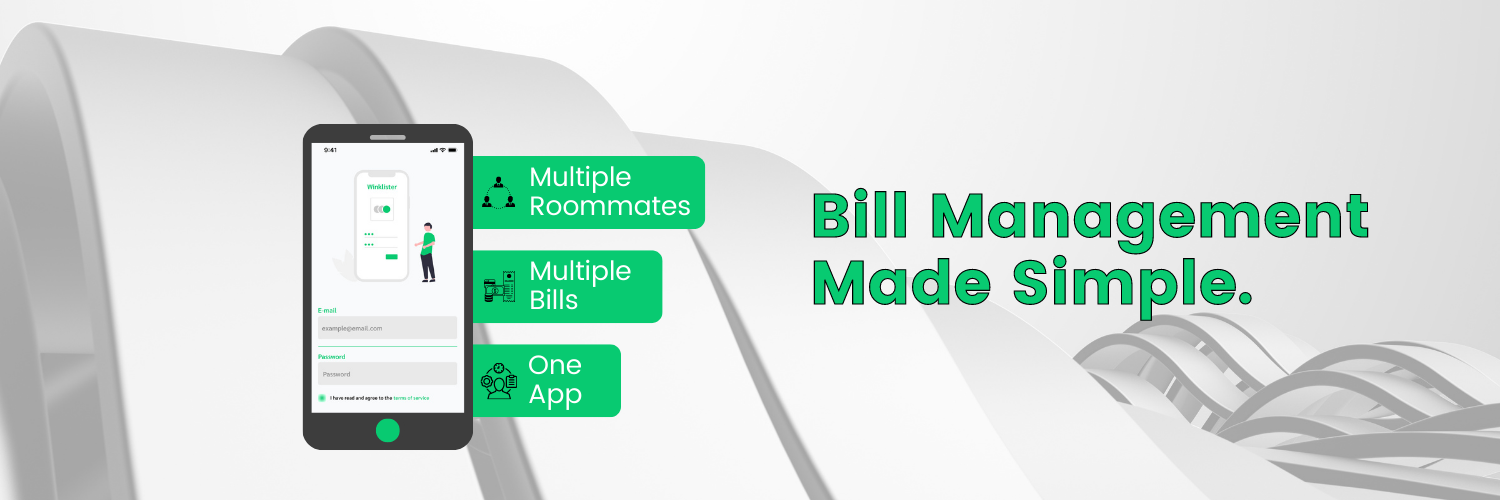 9:41
Winklister
E-mail
example@email.com
Password
Password
I have read and agree to the terms of service
Multiple
Roommates
Multiple
Bills
One
App
Bill Management
Made Simple.